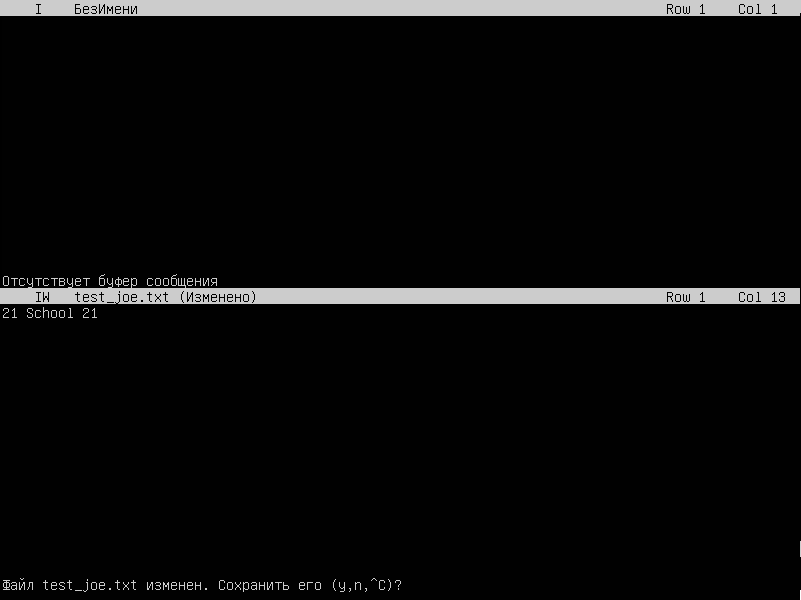 I БезИмени Row 1 Col 1
Отсутствует буфер сообщения
IW test_joe.txt (Изменено) Row 1 Col 13
21 School 21
Файл test_joe.txt изменен. Сохранить его (y,n,^C)?